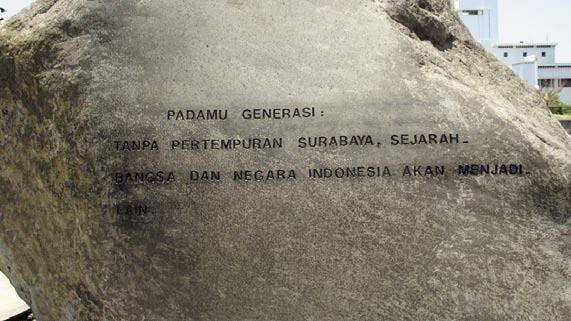 PADAMU GENERASI :
TANPA PERTEMPURAN SURABAYA, SEJARAH-
BANGSA DAN NEGARA INDONESIA AKAN MENJADI-
LAIN.